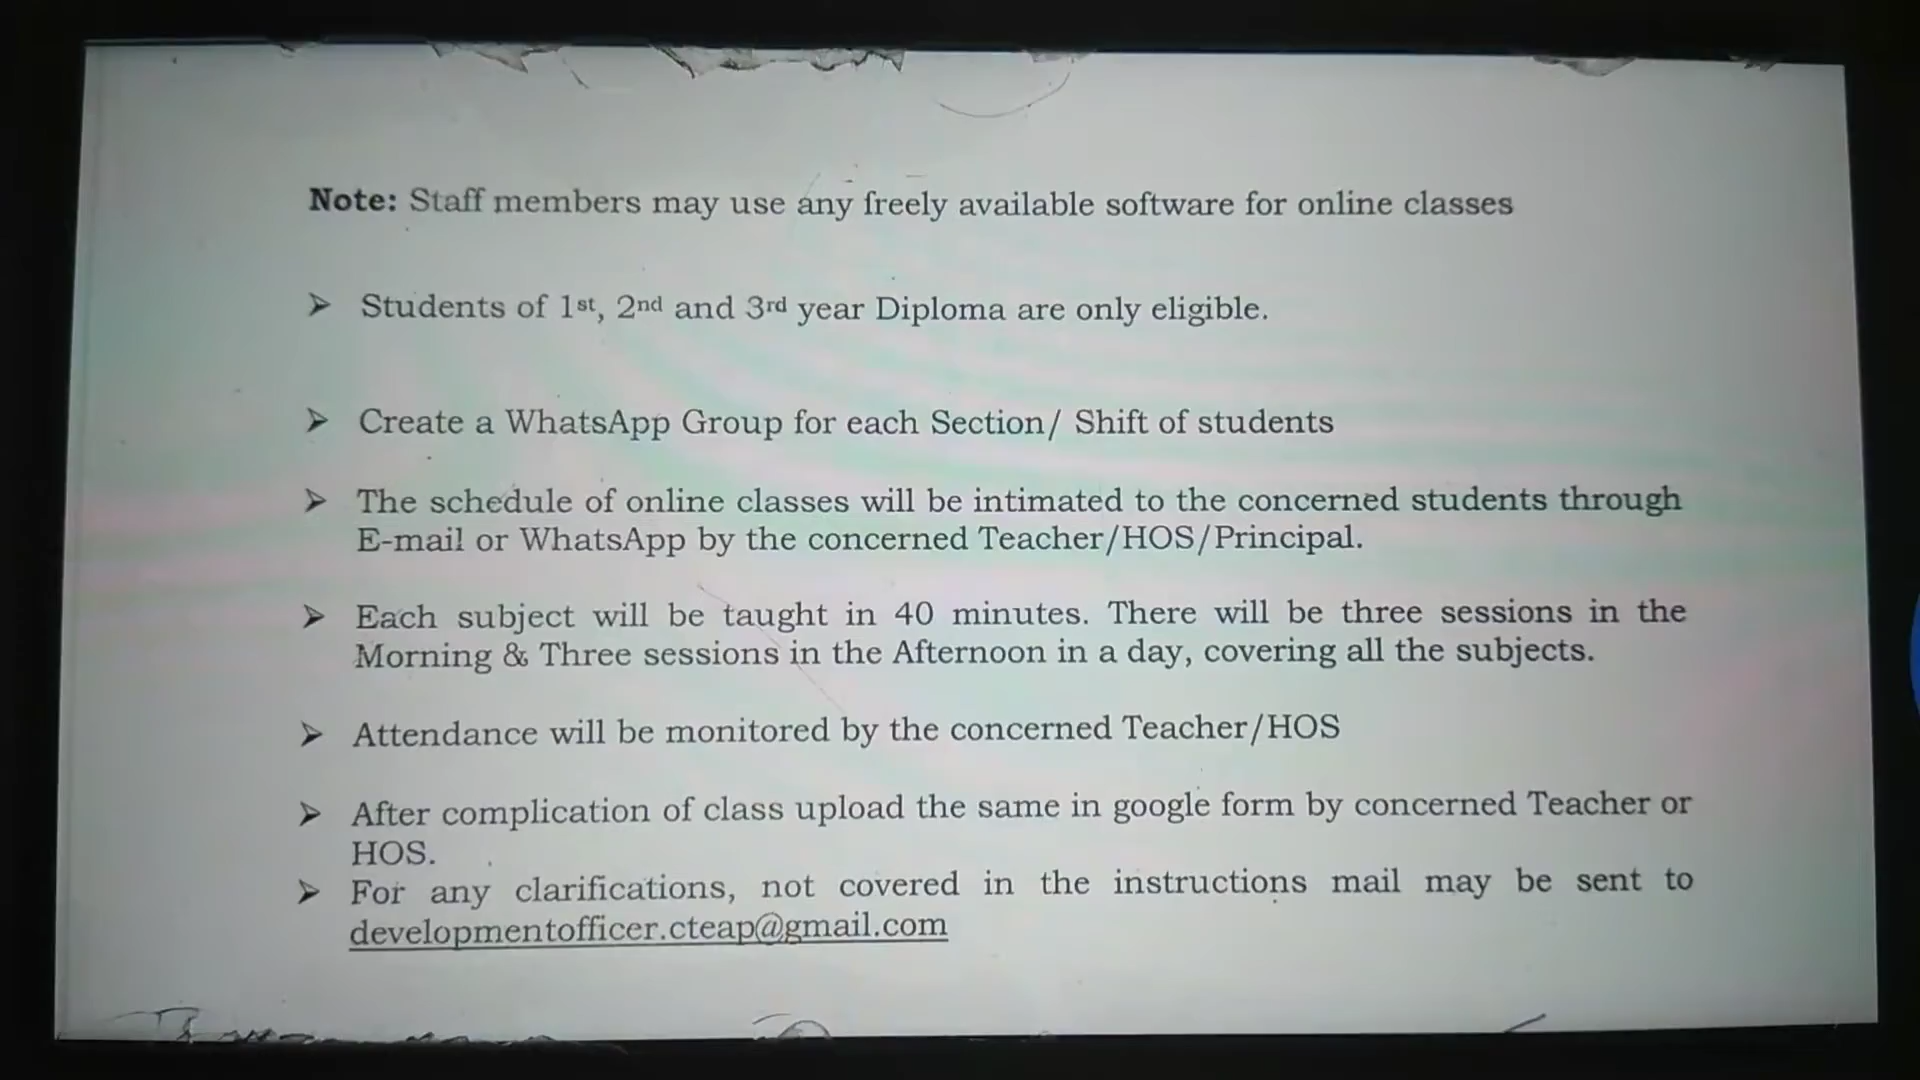 Note: Staff members may use any freely available software for online classes
➢ Students of 1st, 2nd and 3rd year Diploma are only eligible.
➢ Create a WhatsApp Group for each Section/ Shift of students
➢ The schedule of online classes will be intimated to the concerned students through
E-mail or WhatsApp by the concerned Teacher/HOS/Principal.
➢ Each subject will be taught in 40 minutes. There will be three sessions in the
Morning & Three sessions in the Afternoon in a day, covering all the subjects.
➢ Attendance will be monitored by the concerned Teacher/HOS
➢ After complication of class upload the same in google form by concerned Teacher or
HOS.
➢ For any clarifications, not covered in the instructions mail may be sent to
developmentofficer.cteap@gmail.com